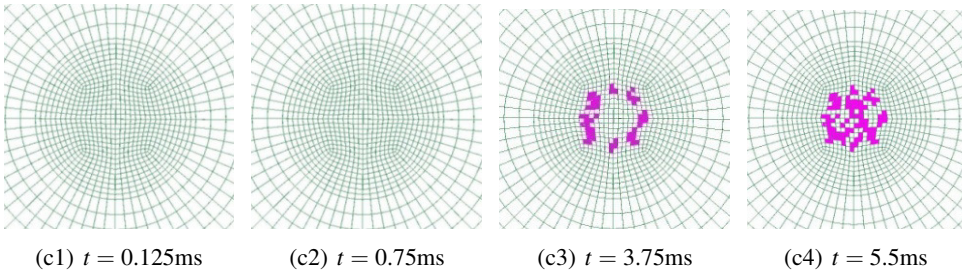 (c1) t = 0.125ms
(c2) t = 0.75ms
(c3) t = 3.75ms
(c4) t = 5.5ms